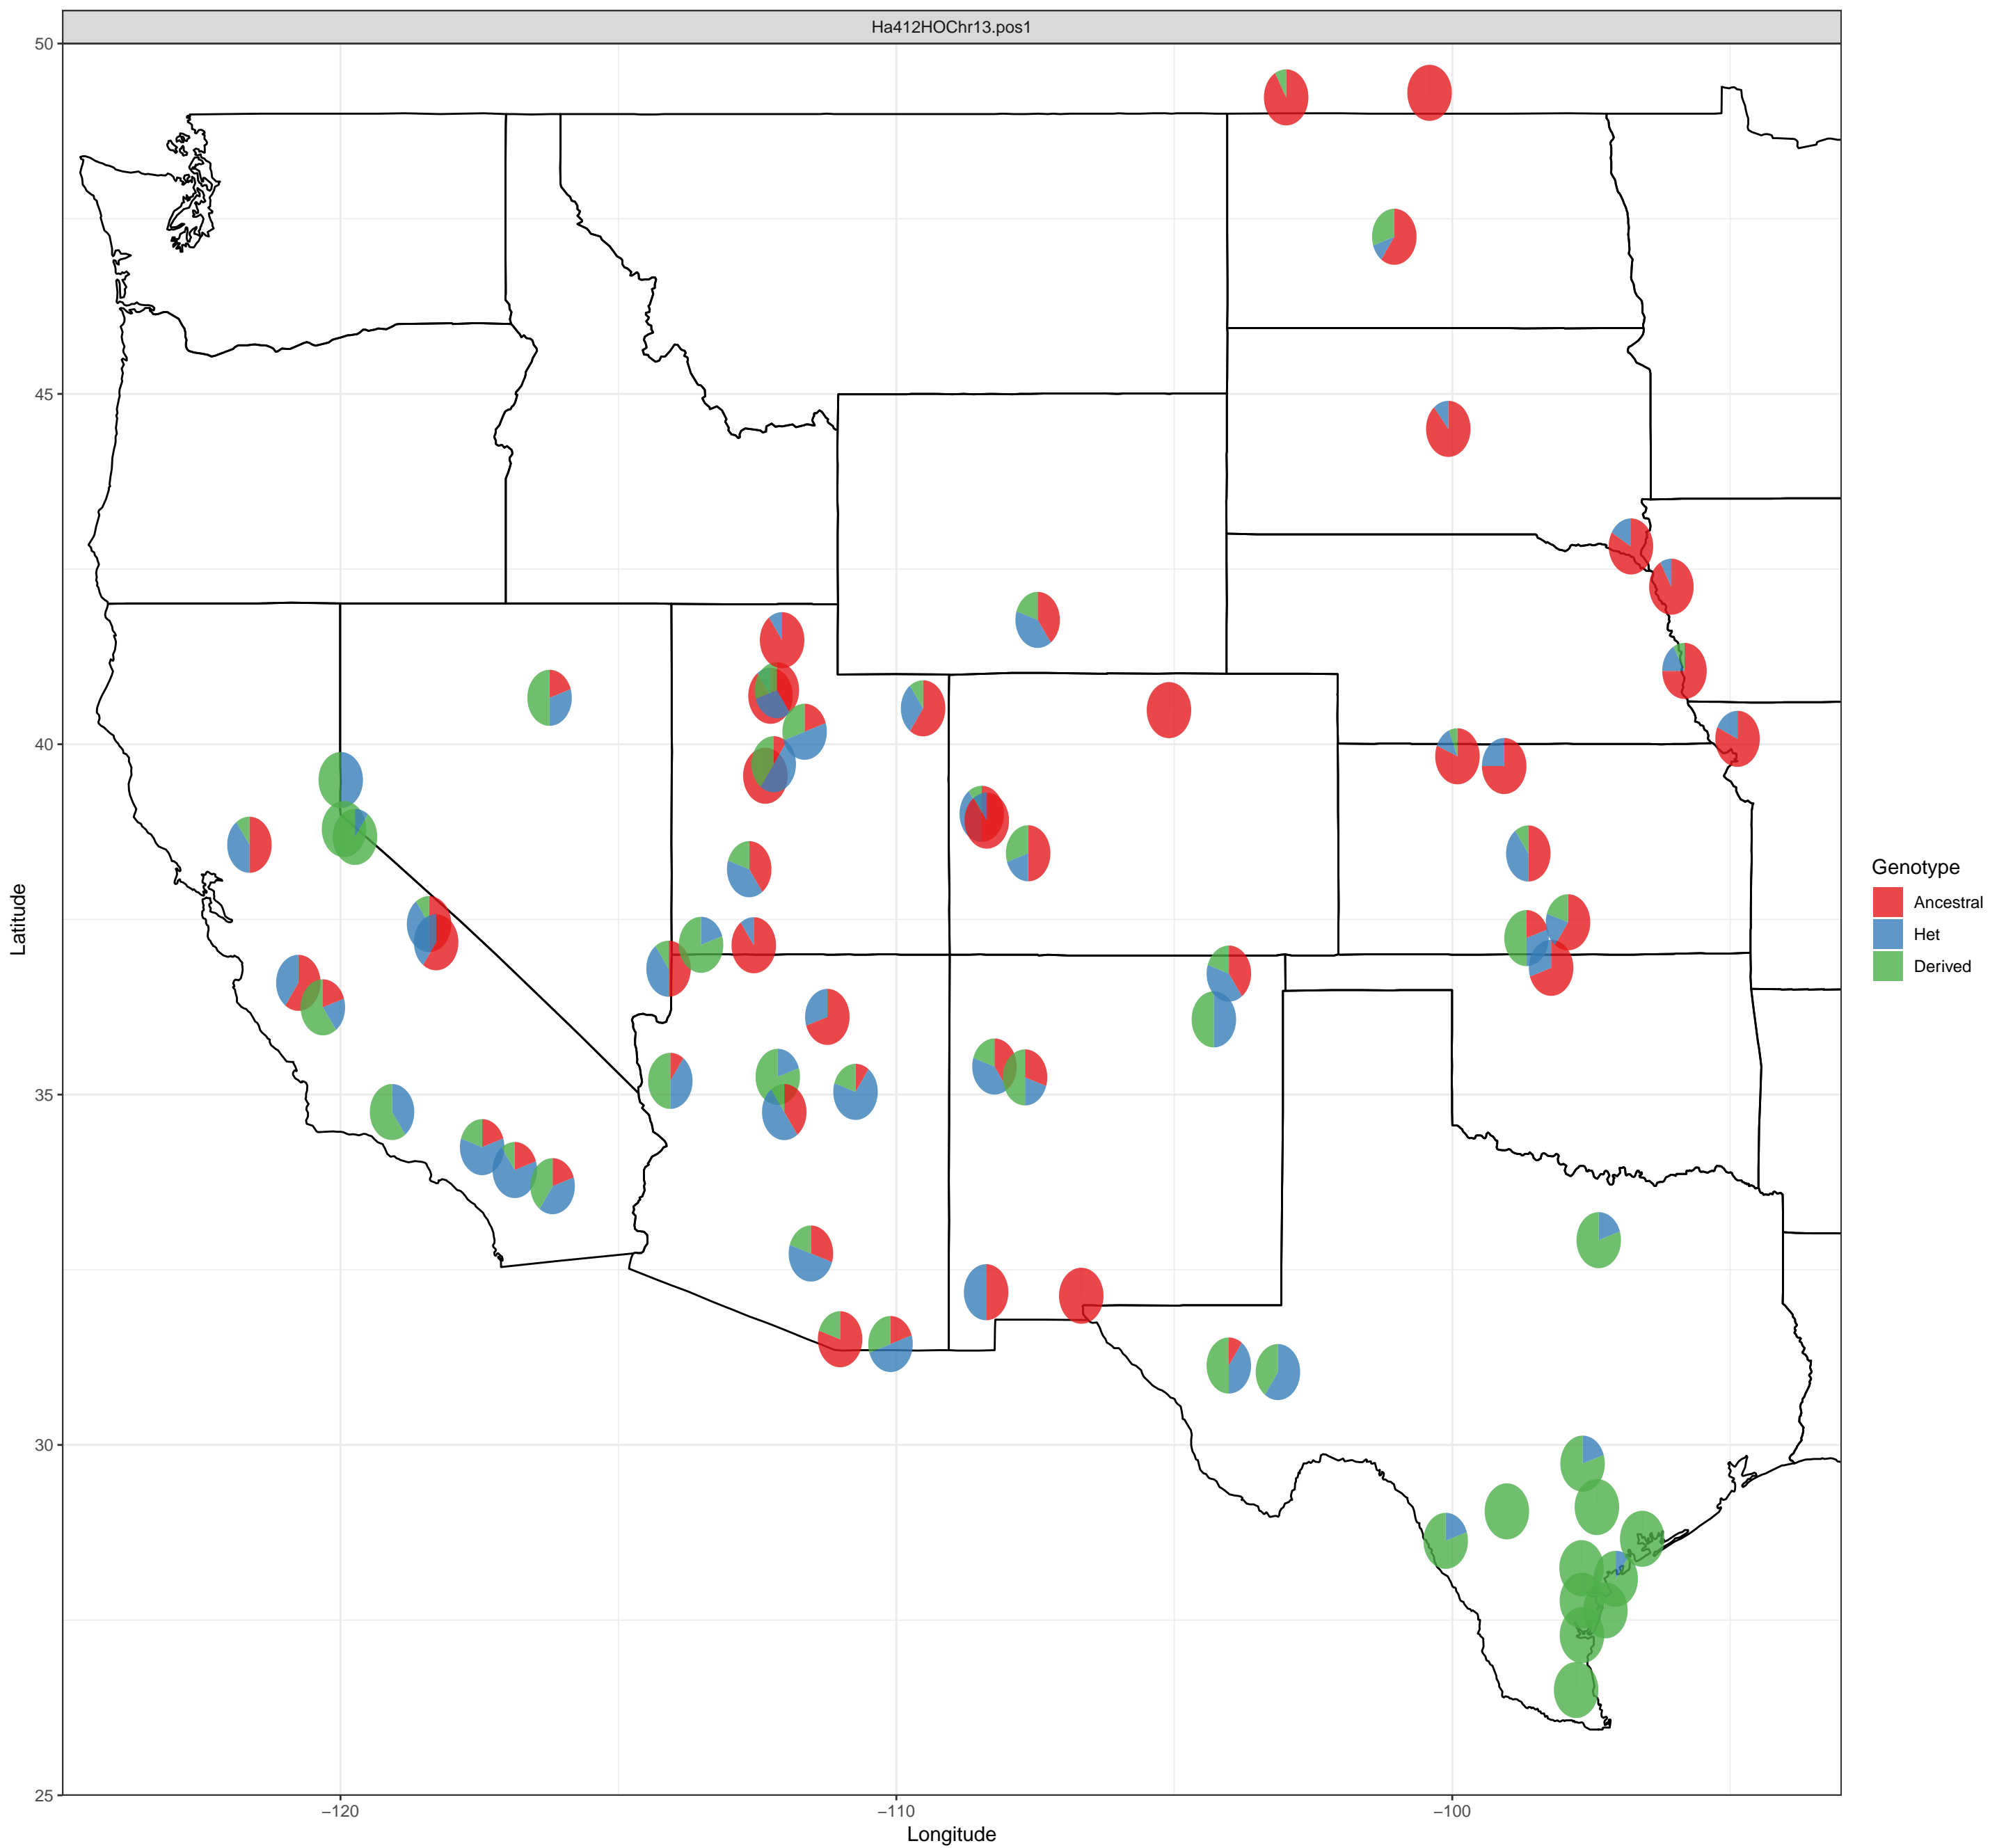 Ha412HOChr13.pos1
50
45
40
35
30
25
Latitude
−120
−110
−100
Longitude
Genotype
Ancestral
Het
Derived